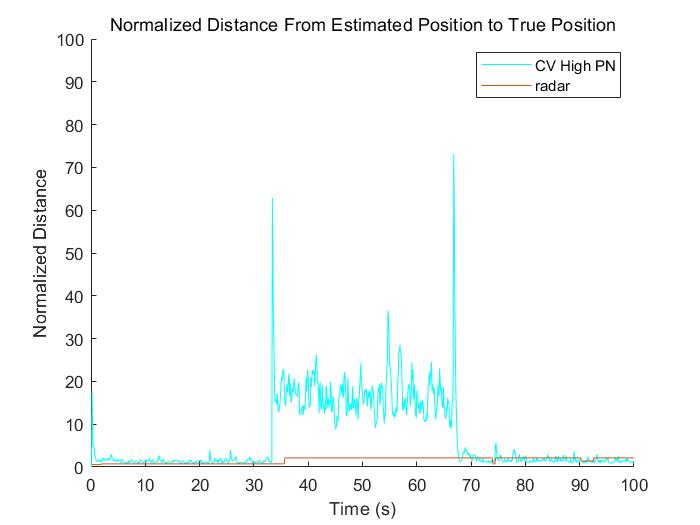 Normalized Distance From Estimated Position to True Position
100
90
80
70
60
50
40
30
20
10
0
Normalized Distance
CV High PN
radar
0 10 20 30 40 50 60 70 80 90 100
Time (s)